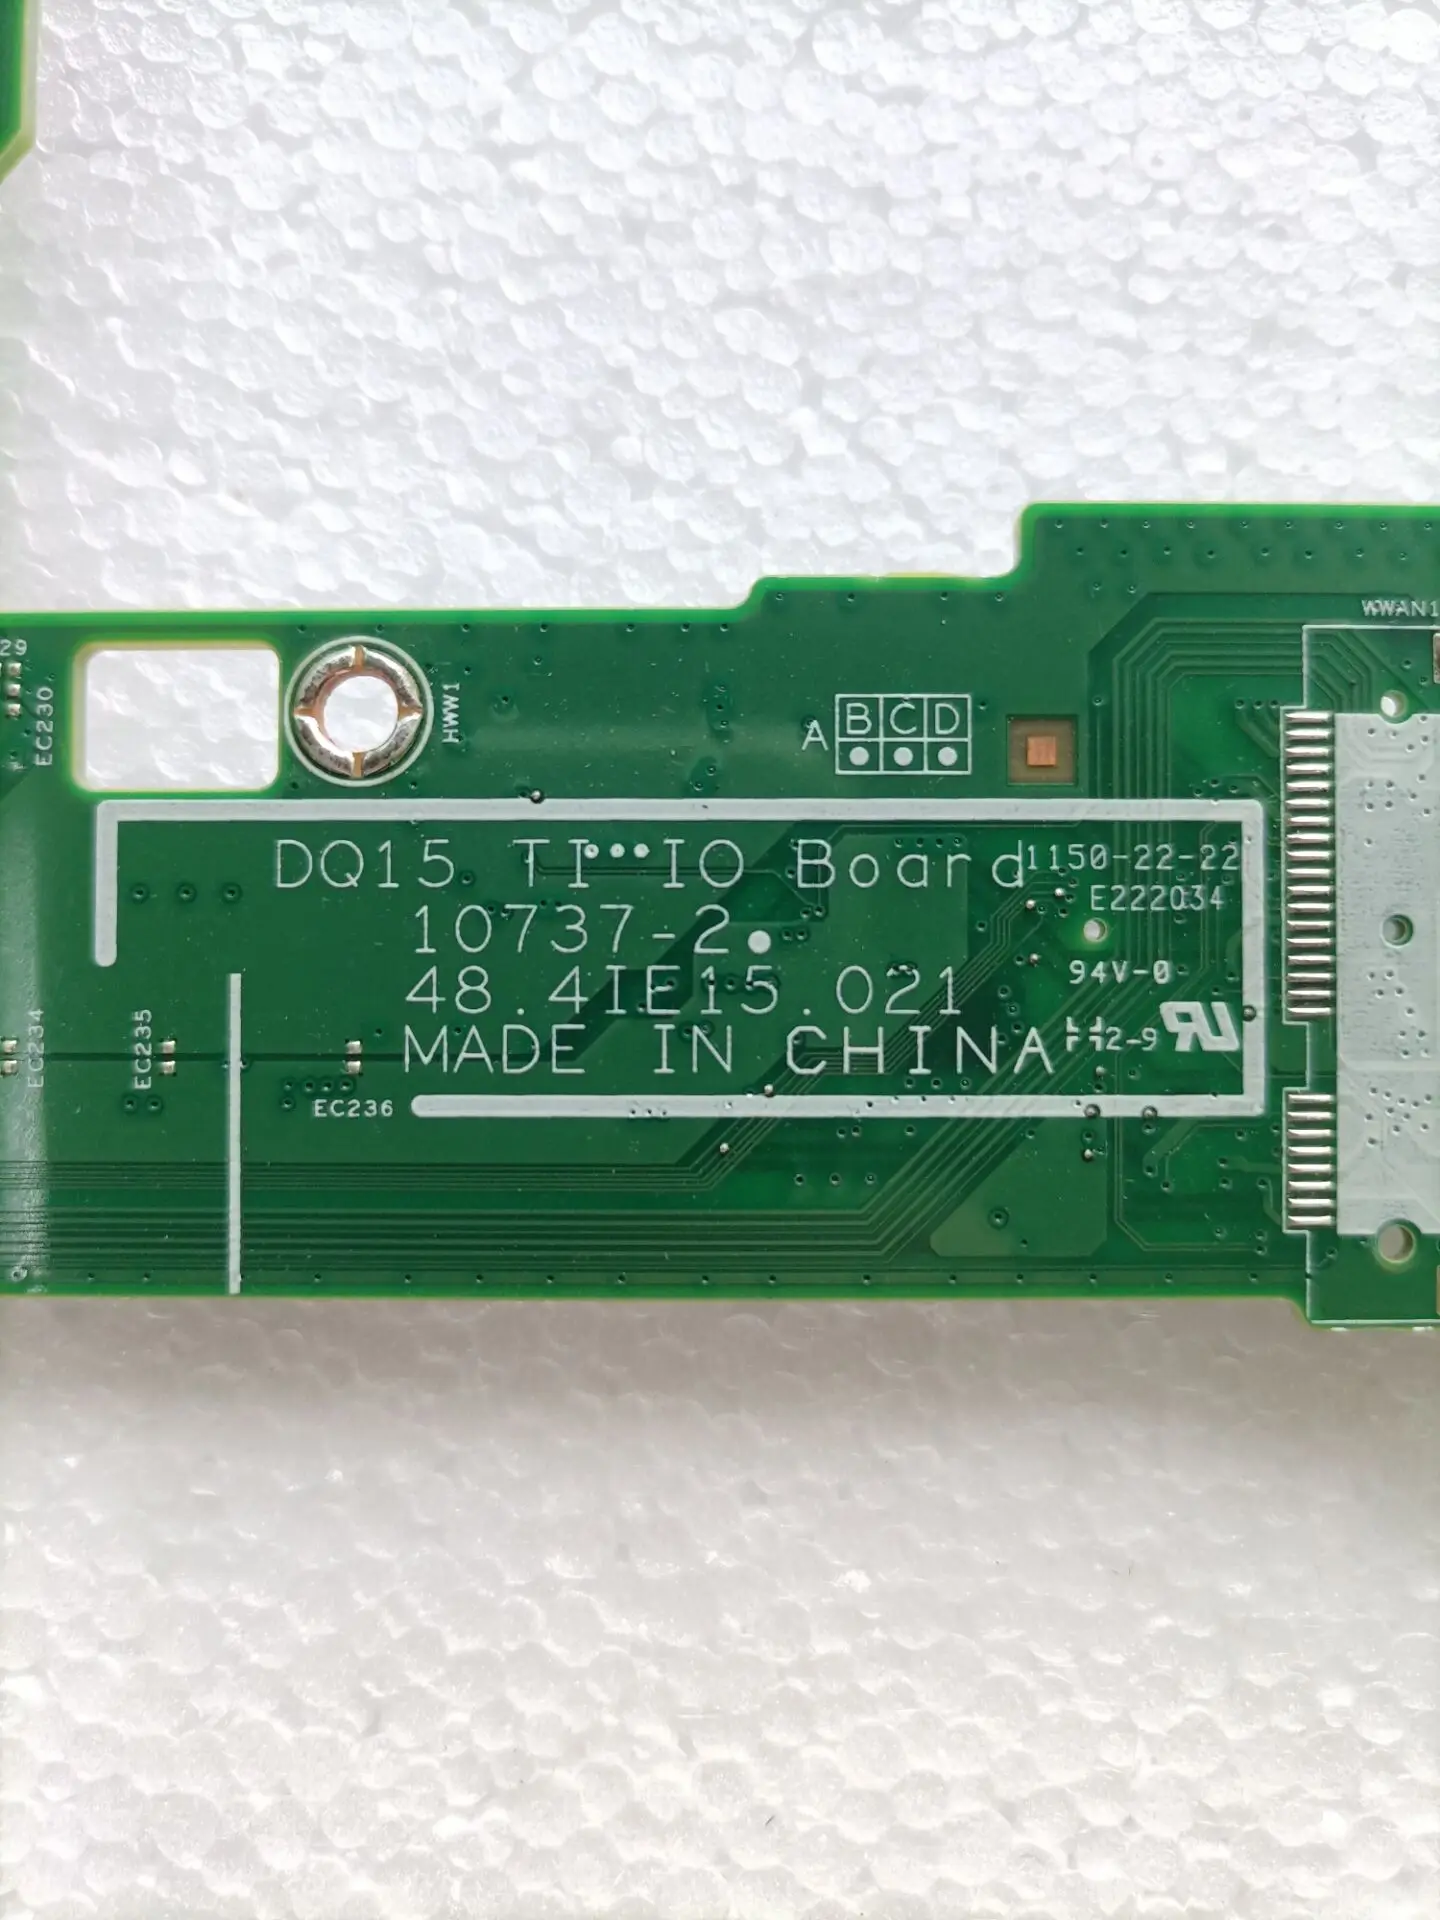 WWAN1
29
EC230
HWW1
A B C D
DQ15 TI IO Board
1150-22-22
E222034
10737-2
94V-0
48.4IE15.021
MADE IN CHINA
2-9
EC234
EC235
EC236